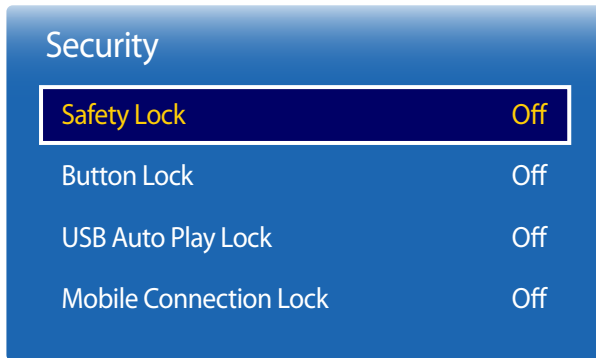 Security
Safety Lock Off
Button Lock Off
USB Auto Play Lock Off
Mobile Connection Lock Off